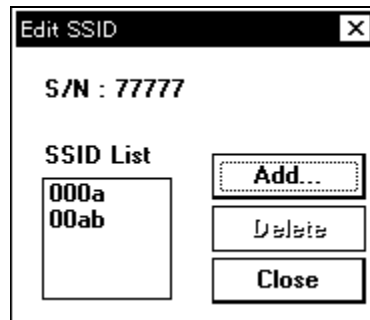 Edit SSID
S/N : 77777
SSID List
000a
00ab
Add...
Delete
Close